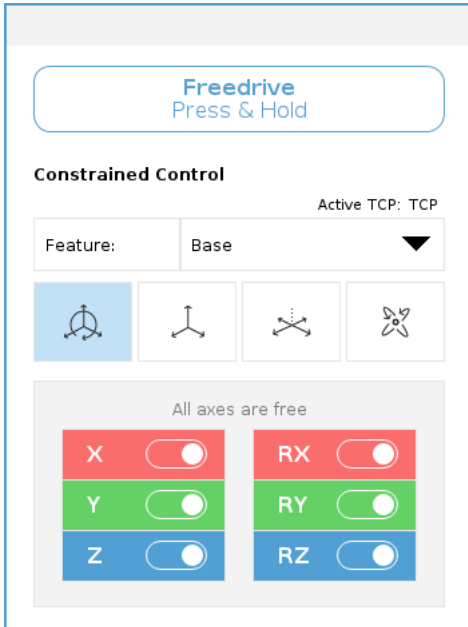 Freedrive
Press & Hold
Constrained Control
Active TCP: TCP
Feature: Base
All axes are free
X RX
Y RY
Z RZ